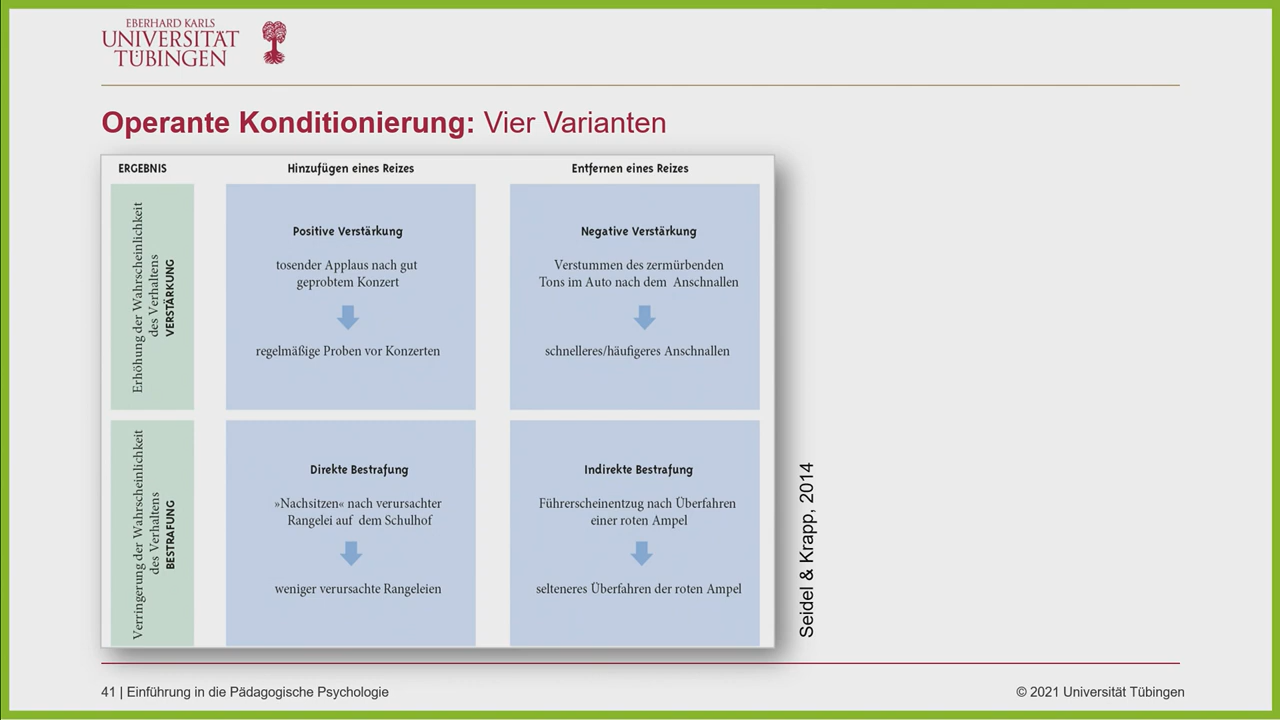 EBERHARD KARLS
UNIVERSITÄT
TÜBINGEN
Operante Konditionierung: Vier Varianten
ERGEBNIS
Hinzufügen eines Reizes
Entfernen eines Reizes
Erhöhung der Wahrscheinlichkeit
des Verhaltens
VERSTÄRKUNG
Positive Verstärkung
tosender Applaus nach gut
geprobtem Konzert
regelmäßige Proben vor Konzerten
Negative Verstärkung
Verstummen des zermürbenden
Tons im Auto nach dem Anschnallen
schnelleres/häufigeres Anschnallen
Verringerung der Wahrscheinlichkeit
des Verhaltens
BESTRAFUNG
Direkte Bestrafung
»Nachsitzen« nach verursachter
Rangelei auf dem Schulhof
weniger verursachte Rangeleien
Indirekte Bestrafung
Führerscheinentzug nach Überfahren
einer roten Ampel
selteneres Überfahren der roten Ampel
Seidel & Krapp, 2014
41 | Einführung in die Pädagogische Psychologie
© 2021 Universität Tübingen